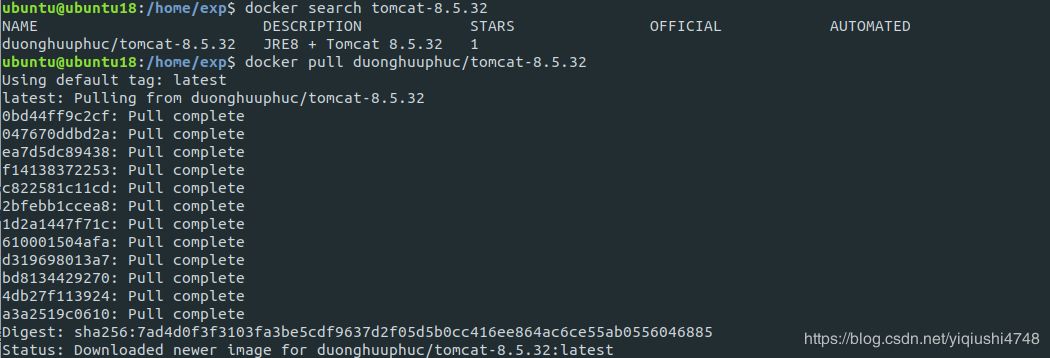 ubuntu@ubuntu18:/home/exp$ docker search tomcat-8.5.32
NAME DESCRIPTION STARS OFFICIAL AUTOMATED
duonghuuphuc/tomcat-8.5.32 JRE8 + Tomcat 8.5.32 1
ubuntu@ubuntu18:/home/exp$ docker pull duonghuuphuc/tomcat-8.5.32
Using default tag: latest
latest: Pulling from duonghuuphuc/tomcat-8.5.32
0bd44ff9c2cf: Pull complete
047670ddbd2a: Pull complete
ea7d5dc89438: Pull complete
f14138372253: Pull complete
c822581c11cd: Pull complete
2bfebb1ccea8: Pull complete
1d2a1447f71c: Pull complete
610001504afa: Pull complete
d319698013a7: Pull complete
bd8134429270: Pull complete
4db27f113924: Pull complete
a3a2519c0610: Pull complete
Digest: sha256:7ad4d0f3f3103fa3be5cdf9637d2f05d5b0cc416ee864ac6ce55ab0556046885
Status: Downloaded newer image for duonghuuphuc/tomcat-8.5.32:latest
https://blog.csdn.net/yiqiushi4748